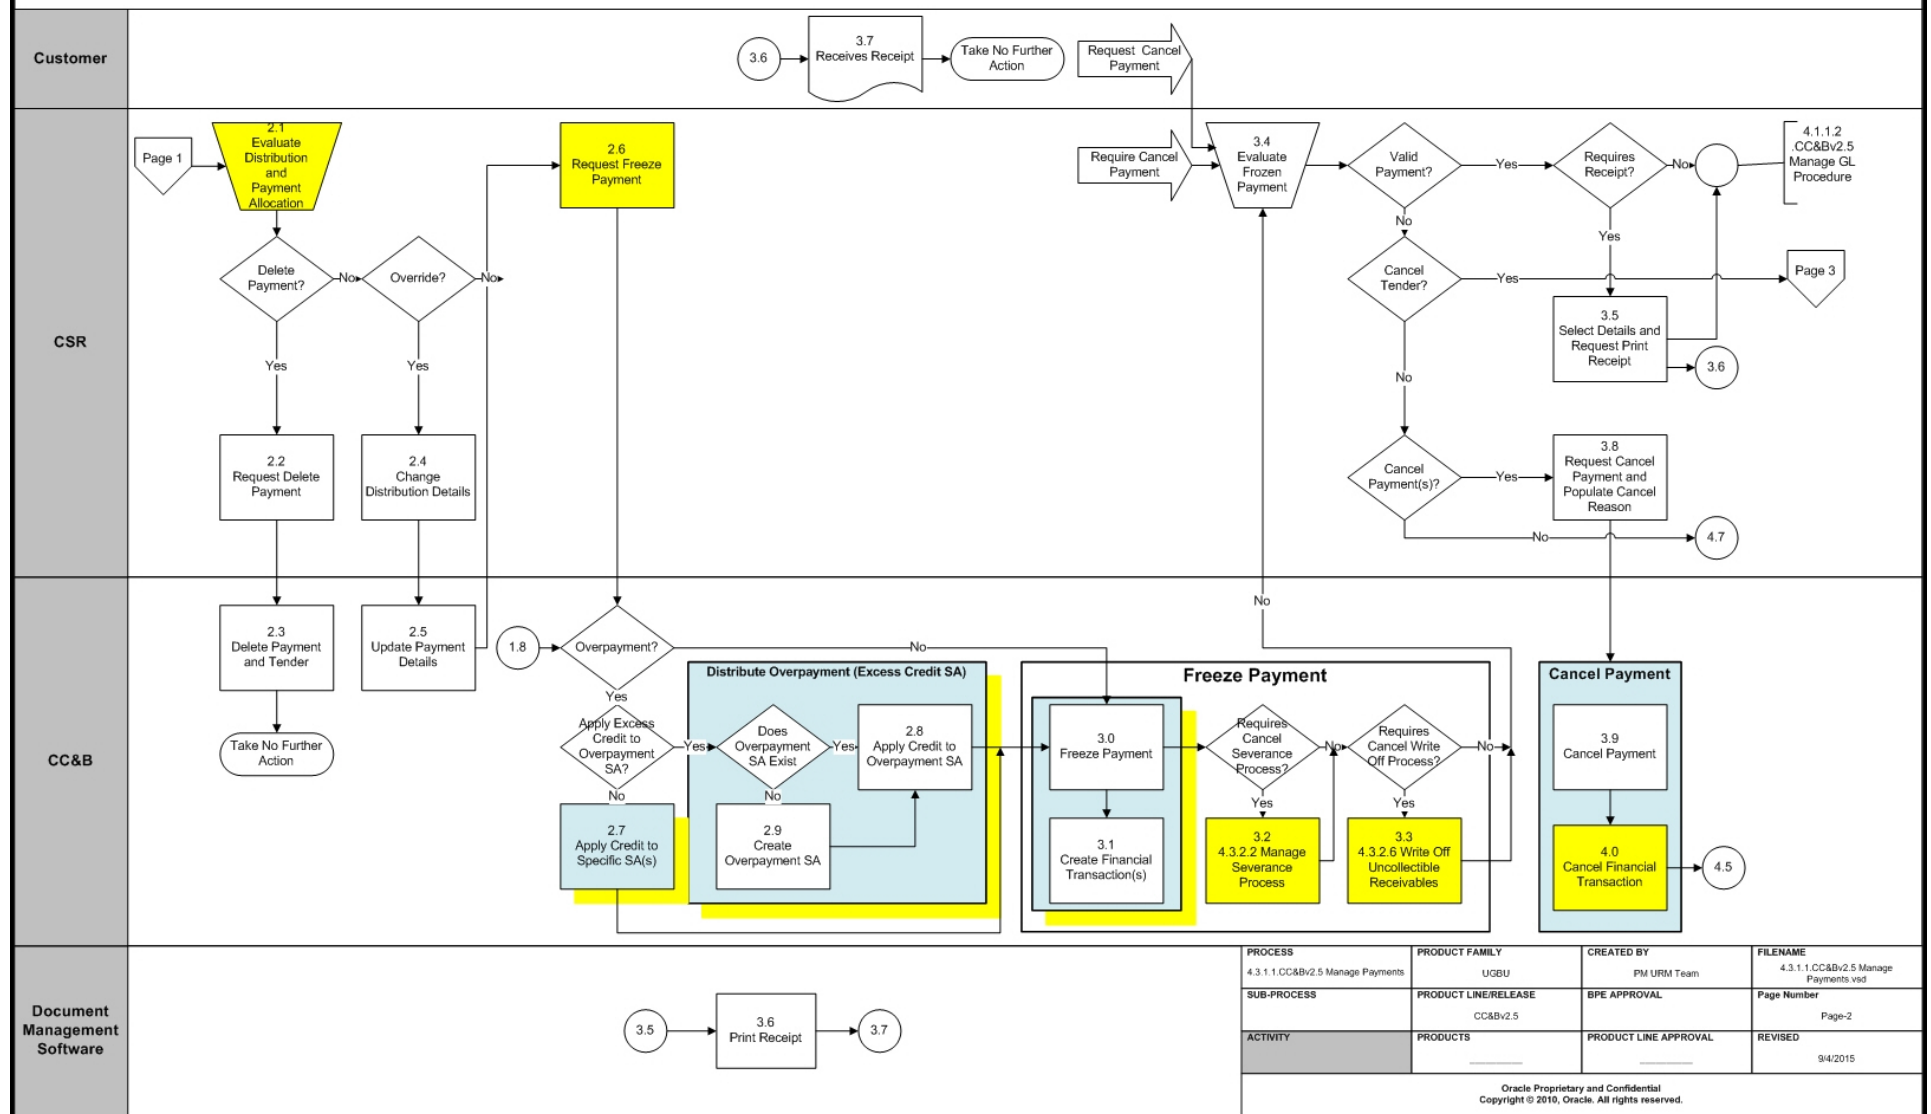 Customer
3.6
3.7
Receives Receipt
Take No Further
Action
Request Cancel
Payment
CSR
Page 1
2.1
Evaluate
Distribution
and
Payment
Allocation
2.6
Request Freeze
Payment
Require Cancel
Payment
3.4
Evaluate
Frozen
Payment
Valid
Payment?
Yes
Requires
Receipt?
No
4.1.1.2
.CC&Bv2.5
Manage GL
Procedure
No
Yes
Delete
Payment?
No
Override?
No
Cancel
Tender?
Yes
Page 3
Yes
Yes
3.5
Select Details and
Request Print
Receipt
3.6
No
2.2
Request Delete
Payment
2.4
Change
Distribution Details
Cancel
Payment(s)?
Yes
3.8
Request Cancel
Payment and
Populate Cancel
Reason
No
4.7
CC&B
No
2.3
Delete Payment
and Tender
2.5
Update Payment
Details
1.8
Overpayment?
No
Yes
Take No Further
Action
Distribute Overpayment (Excess Credit SA)
Apply Excess
Credit to
Overpayment
SA?
Yes
Does
Overpayment
SA Exist
Yes
2.8
Apply Credit to
Overpayment SA
No
No
2.7
Apply Credit to
Specific SA(s)
2.9
Create
Overpayment SA
Freeze Payment
3.0
Freeze Payment
Requires
Cancel
Severance
Process?
No
Requires
Cancel Write
Off Process?
No
Yes
Yes
3.1
Create Financial
Transaction(s)
3.2
4.3.2.2 Manage
Severance
Process
3.3
4.3.2.6 Write Off
Uncollectible
Receivables
Cancel Payment
3.9
Cancel Payment
4.0
Cancel Financial
Transaction
4.5
Document
Management
Software
3.5
3.6
Print Receipt
3.7
PROCESS
4.3.1.1.CC&Bv2.5 Manage Payments
PRODUCT FAMILY
UGBU
CREATED BY
PM URM Team
FILENAME
4.3.1.1.CC&Bv2.5 Manage
Payments.vsd
SUB-PROCESS
PRODUCT LINE/RELEASE
CC&Bv2.5
BPE APPROVAL
Page Number
Page-2
ACTIVITY
PRODUCTS
PRODUCT LINE APPROVAL
REVISED
9/4/2015
Oracle Proprietary and Confidential
Copyright © 2010, Oracle. All rights reserved.